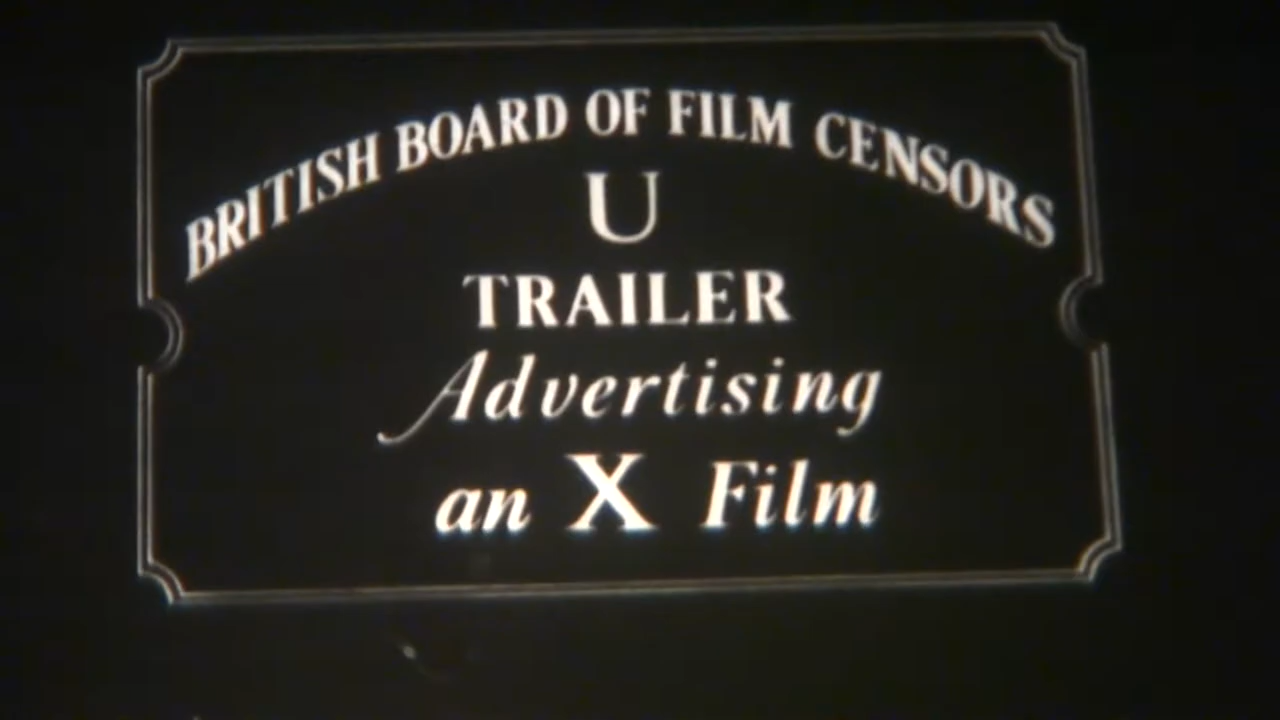 BRITISH BOARD OF FILM CENSORS
U
TRAILER
Advertising
an X Film